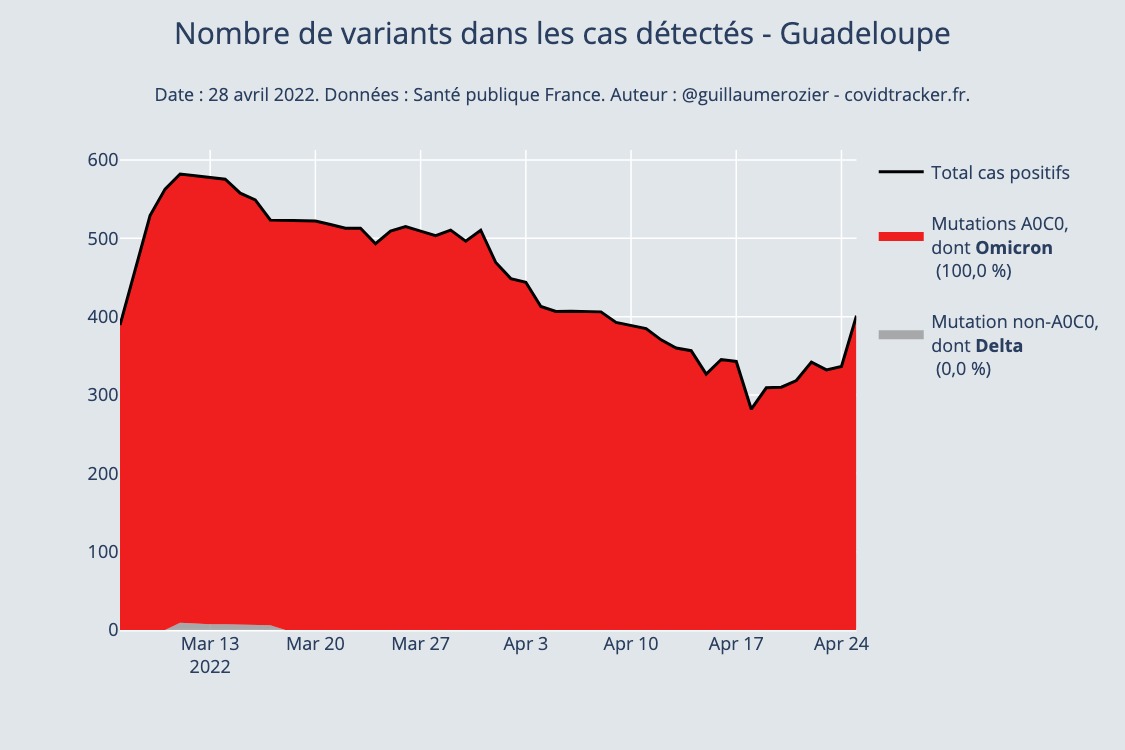 Nombre de variants dans les cas détectés - Guadeloupe
Date : 28 avril 2022. Données : Santé publique France. Auteur : @guillaumerozier - covidtracker.fr.
600
500
400
300
200
100
0
Mar 13
2022
Mar 20
Mar 27
Apr 3
Apr 10
Apr 17
Apr 24
Total cas positifs
Mutations A0C0,
dont Omicron
(100,0 %)
Mutation non-A0C0,
dont Delta
(0,0 %)